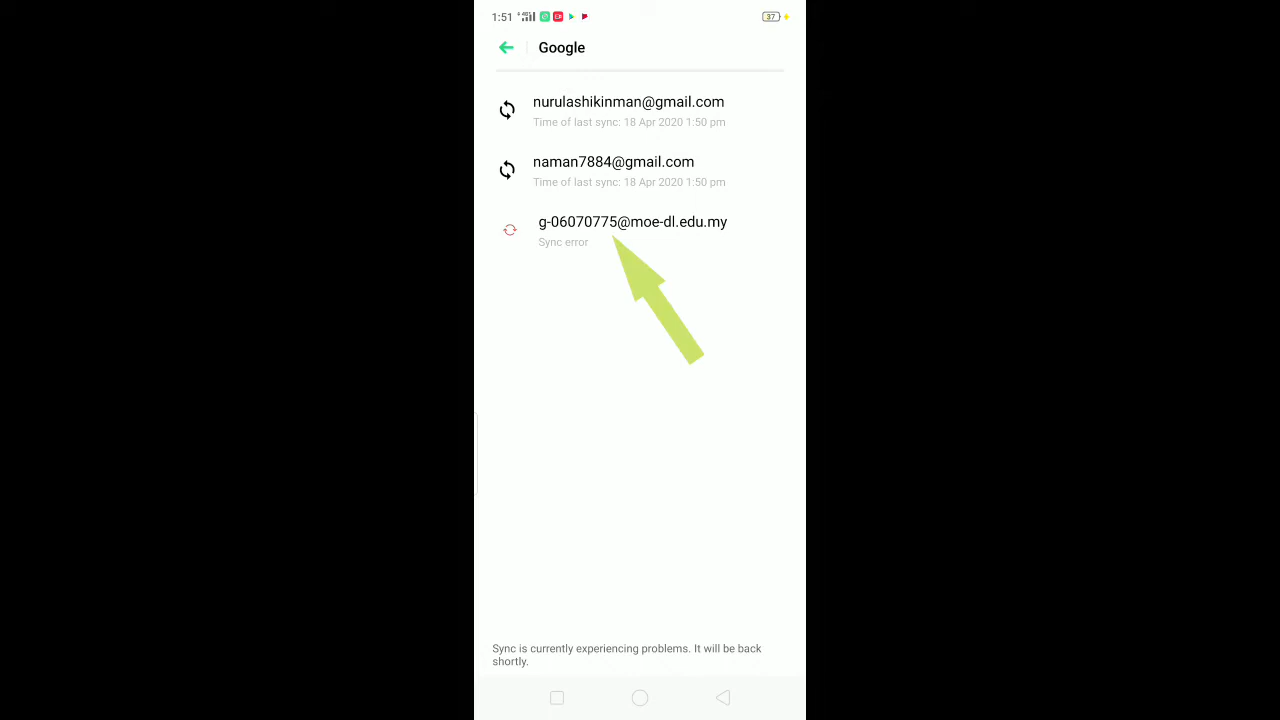 1:51 4G 37
Google
nurulashikinman@gmail.com
Time of last sync: 18 Apr 2020 1:50 pm
naman7884@gmail.com
Time of last sync: 18 Apr 2020 1:50 pm
g-06070775@moe-dl.edu.my
Sync error
Sync is currently experiencing problems. It will be back
shortly.